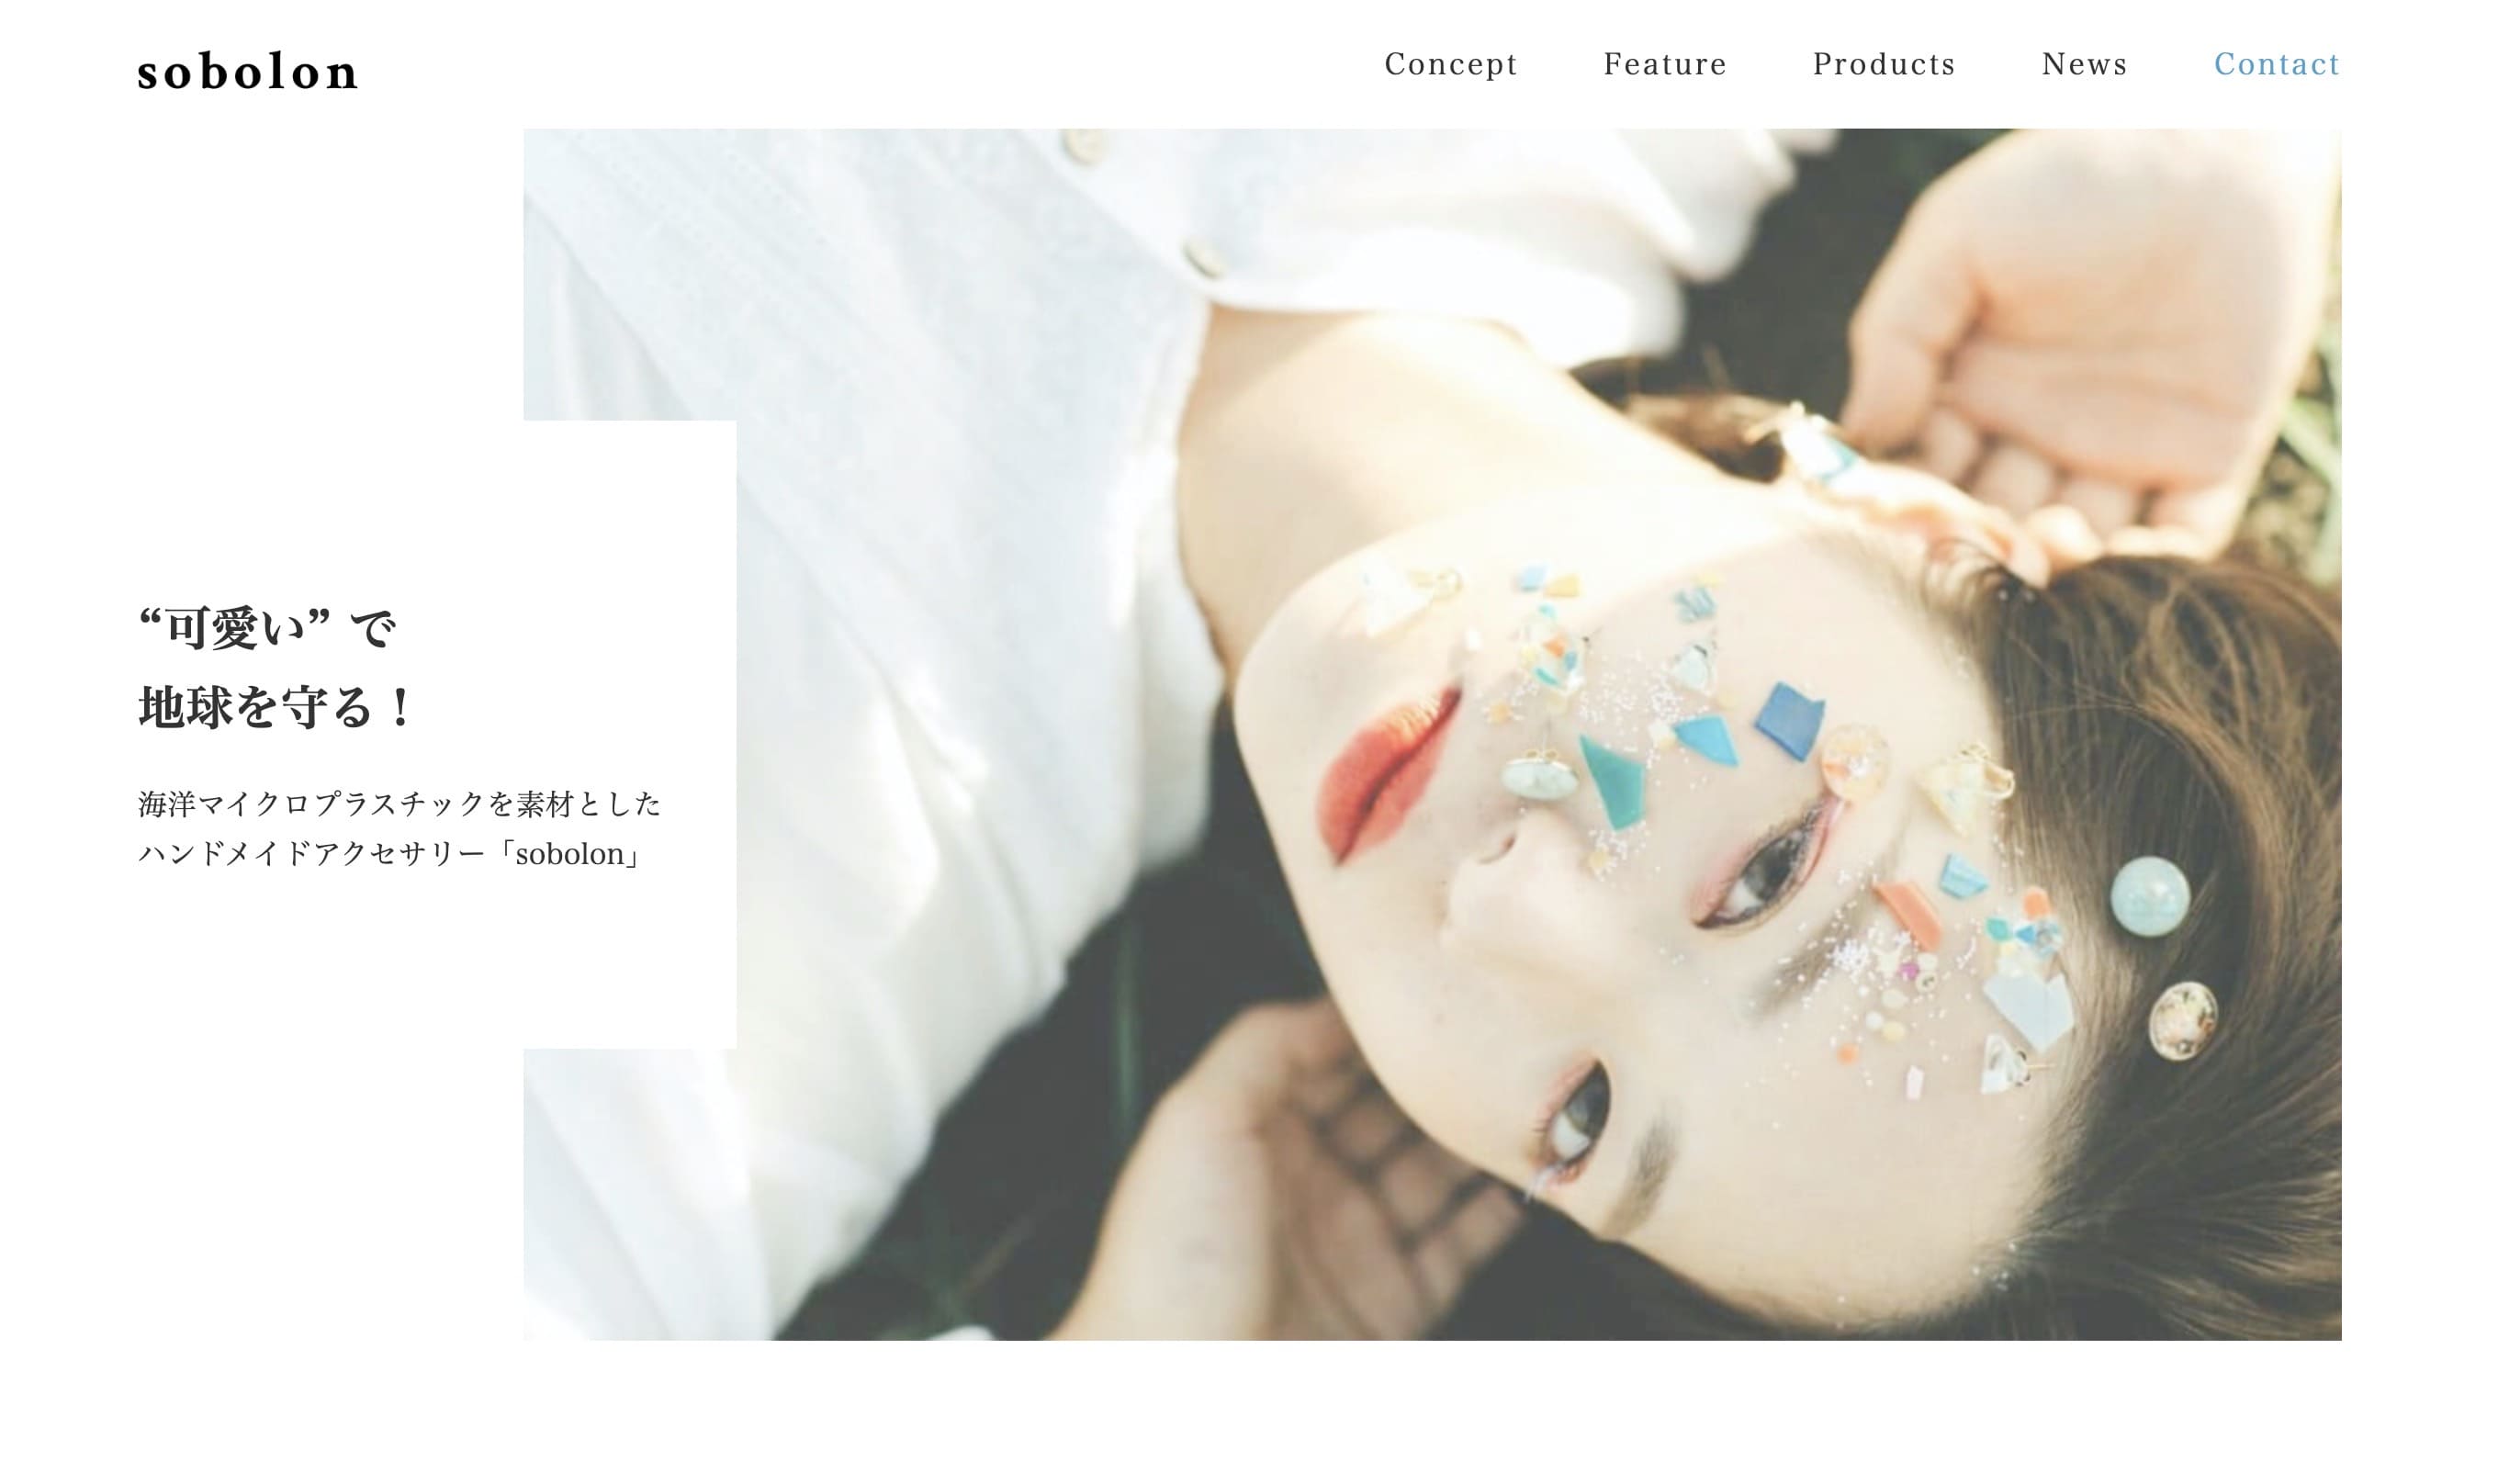 sobolon
Concept Feature Products News Contact
“可愛い” で
地球を守る！
海洋マイクロプラスチックを素材とした
ハンドメイドアクセサリー「sobolon」